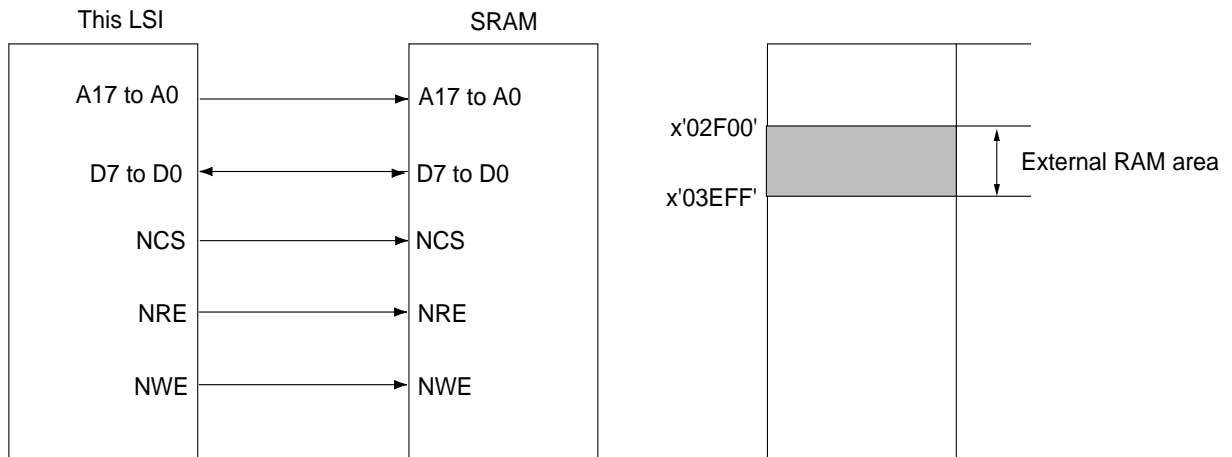 This LSI
SRAM
A17 to A0
A17 to A0
D7 to D0
D7 to D0
NCS
NCS
NRE
NRE
NWE
NWE
x'02F00'
External RAM area
x'03EFF'